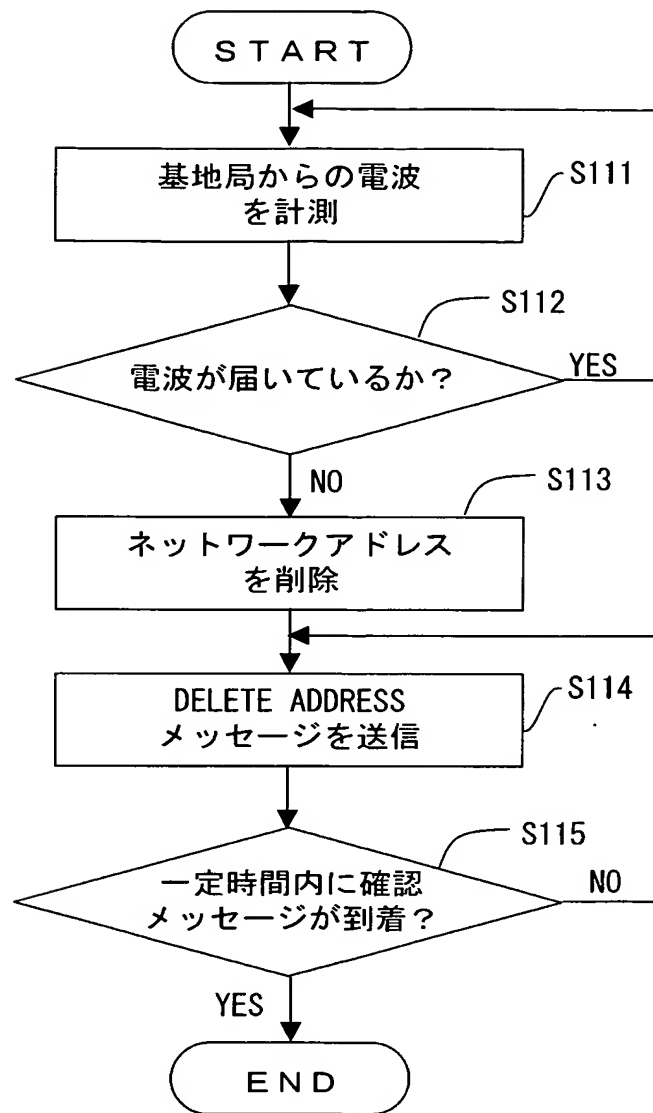 START
基地局からの電波
を計測
S111
S112
電波が届いているか？
YES
NO
S113
ネットワークアドレス
を削除
DELETE ADDRESS
メッセージを送信
S114
S115
一定時間内に確認
メッセージが到着？
NO
YES
END